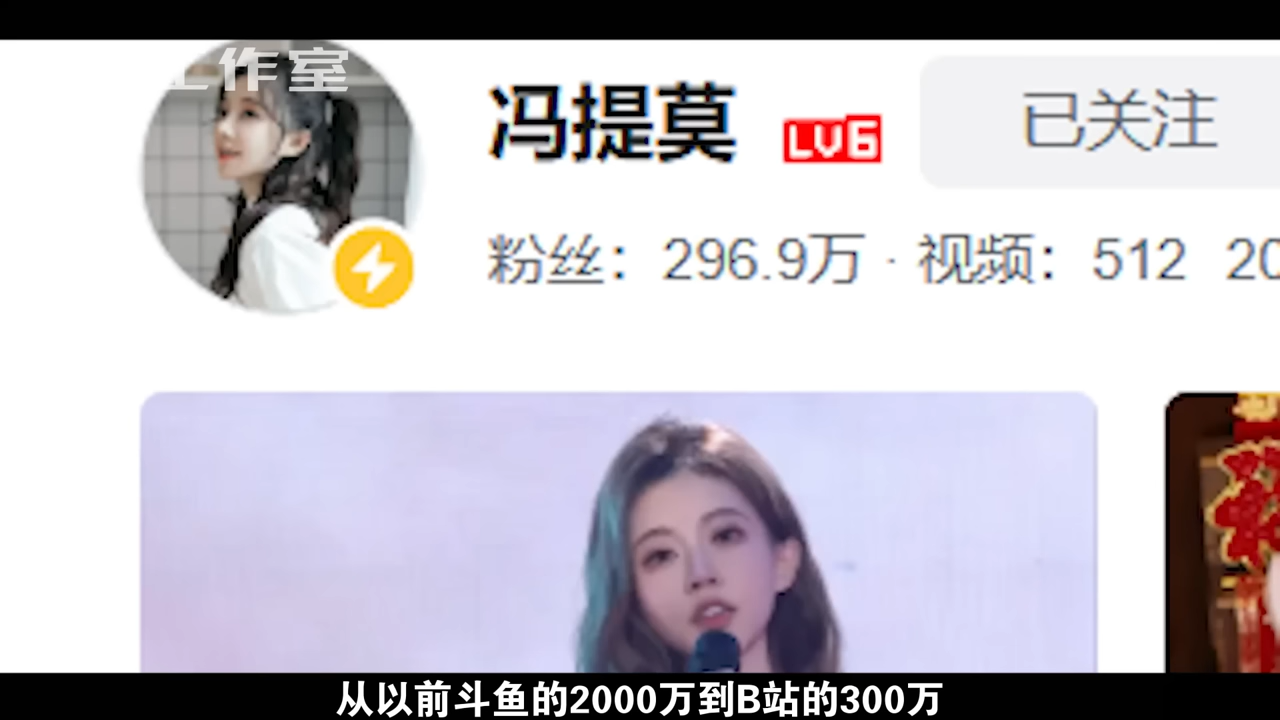 工作室
冯提莫 LV6 已关注
粉丝：296.9万 · 视频：512 20
从以前斗鱼的2000万到B站的300万